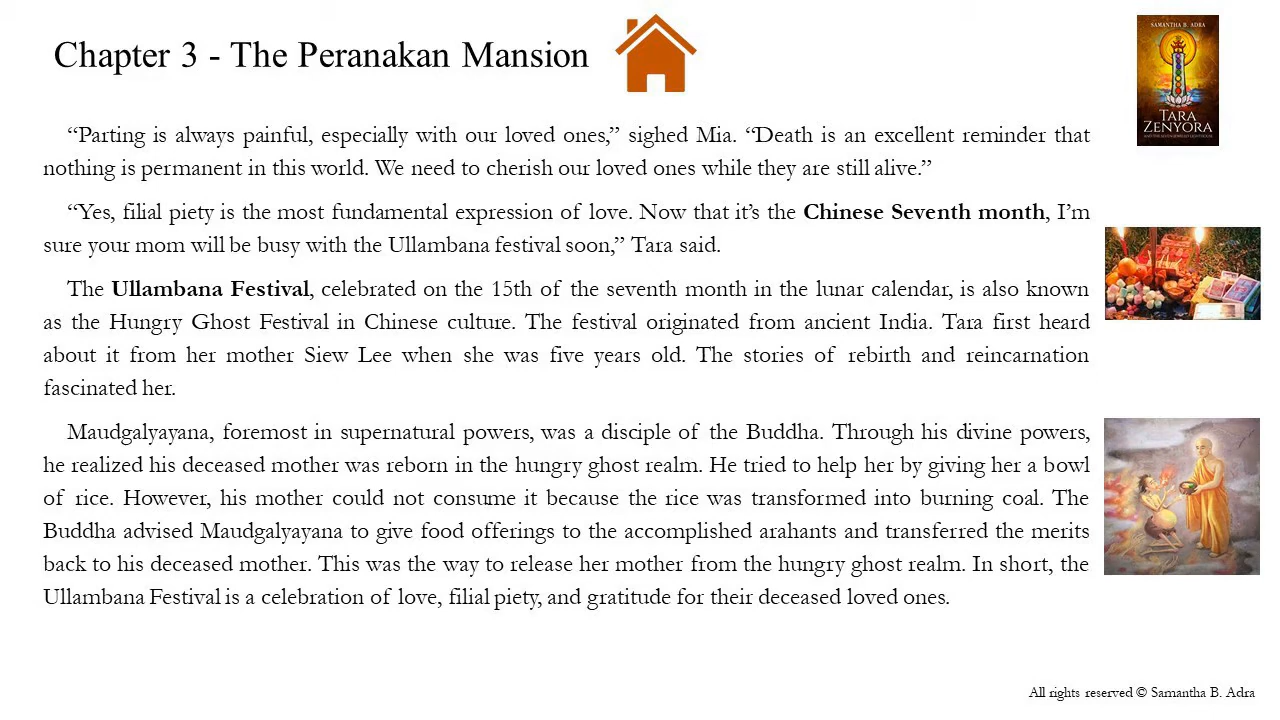 Chapter 3 - The Peranakan Mansion
SAMANTHA B. ADRA
TARA
ZENYORA
“Parting is always painful, especially with our loved ones,” sighed Mia. “Death is an excellent reminder that
nothing is permanent in this world. We need to cherish our loved ones while they are still alive.”
“Yes, filial piety is the most fundamental expression of love. Now that it’s the Chinese Seventh month, I’m
sure your mom will be busy with the Ullambana festival soon,” Tara said.
The Ullambana Festival, celebrated on the 15th of the seventh month in the lunar calendar, is also known
as the Hungry Ghost Festival in Chinese culture. The festival originated from ancient India. Tara first heard
about it from her mother Siew Lee when she was five years old. The stories of rebirth and reincarnation
fascinated her.
Maudgalyayana, foremost in supernatural powers, was a disciple of the Buddha. Through his divine powers,
he realized his deceased mother was reborn in the hungry ghost realm. He tried to help her by giving her a bowl
of rice. However, his mother could not consume it because the rice was transformed into burning coal. The
Buddha advised Maudgalyayana to give food offerings to the accomplished arahants and transferred the merits
back to his deceased mother. This was the way to release her mother from the hungry ghost realm. In short, the
Ullambana Festival is a celebration of love, filial piety, and gratitude for their deceased loved ones.
All rights reserved © Samantha B. Adra